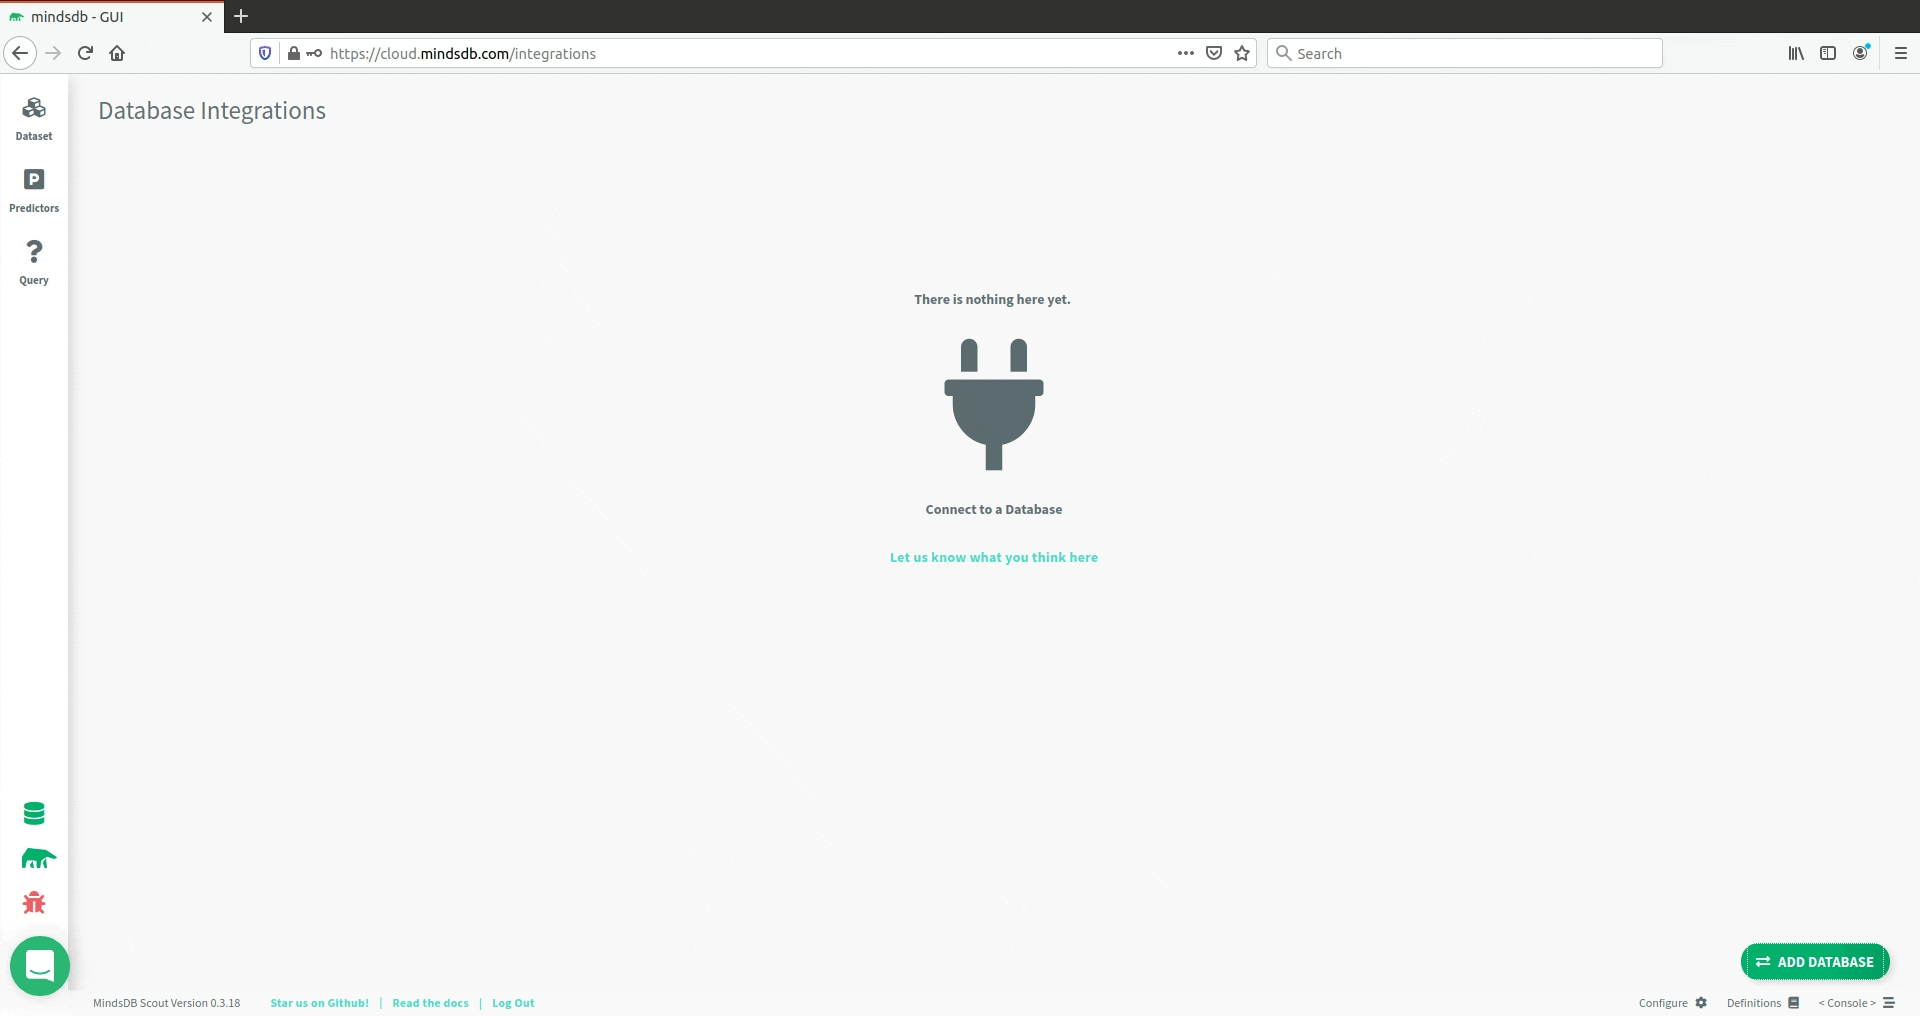 mindsdb - GUI
https://cloud.mindsdb.com/integrations
Search
Database Integrations
Dataset
P
Predictors
?
Query
There is nothing here yet.
Connect to a Database
Let us know what you think here
ADD DATABASE
MindsDB Scout Version 0.3.18 Star us on Github! | Read the docs | Log Out
Configure Definitions < Console >